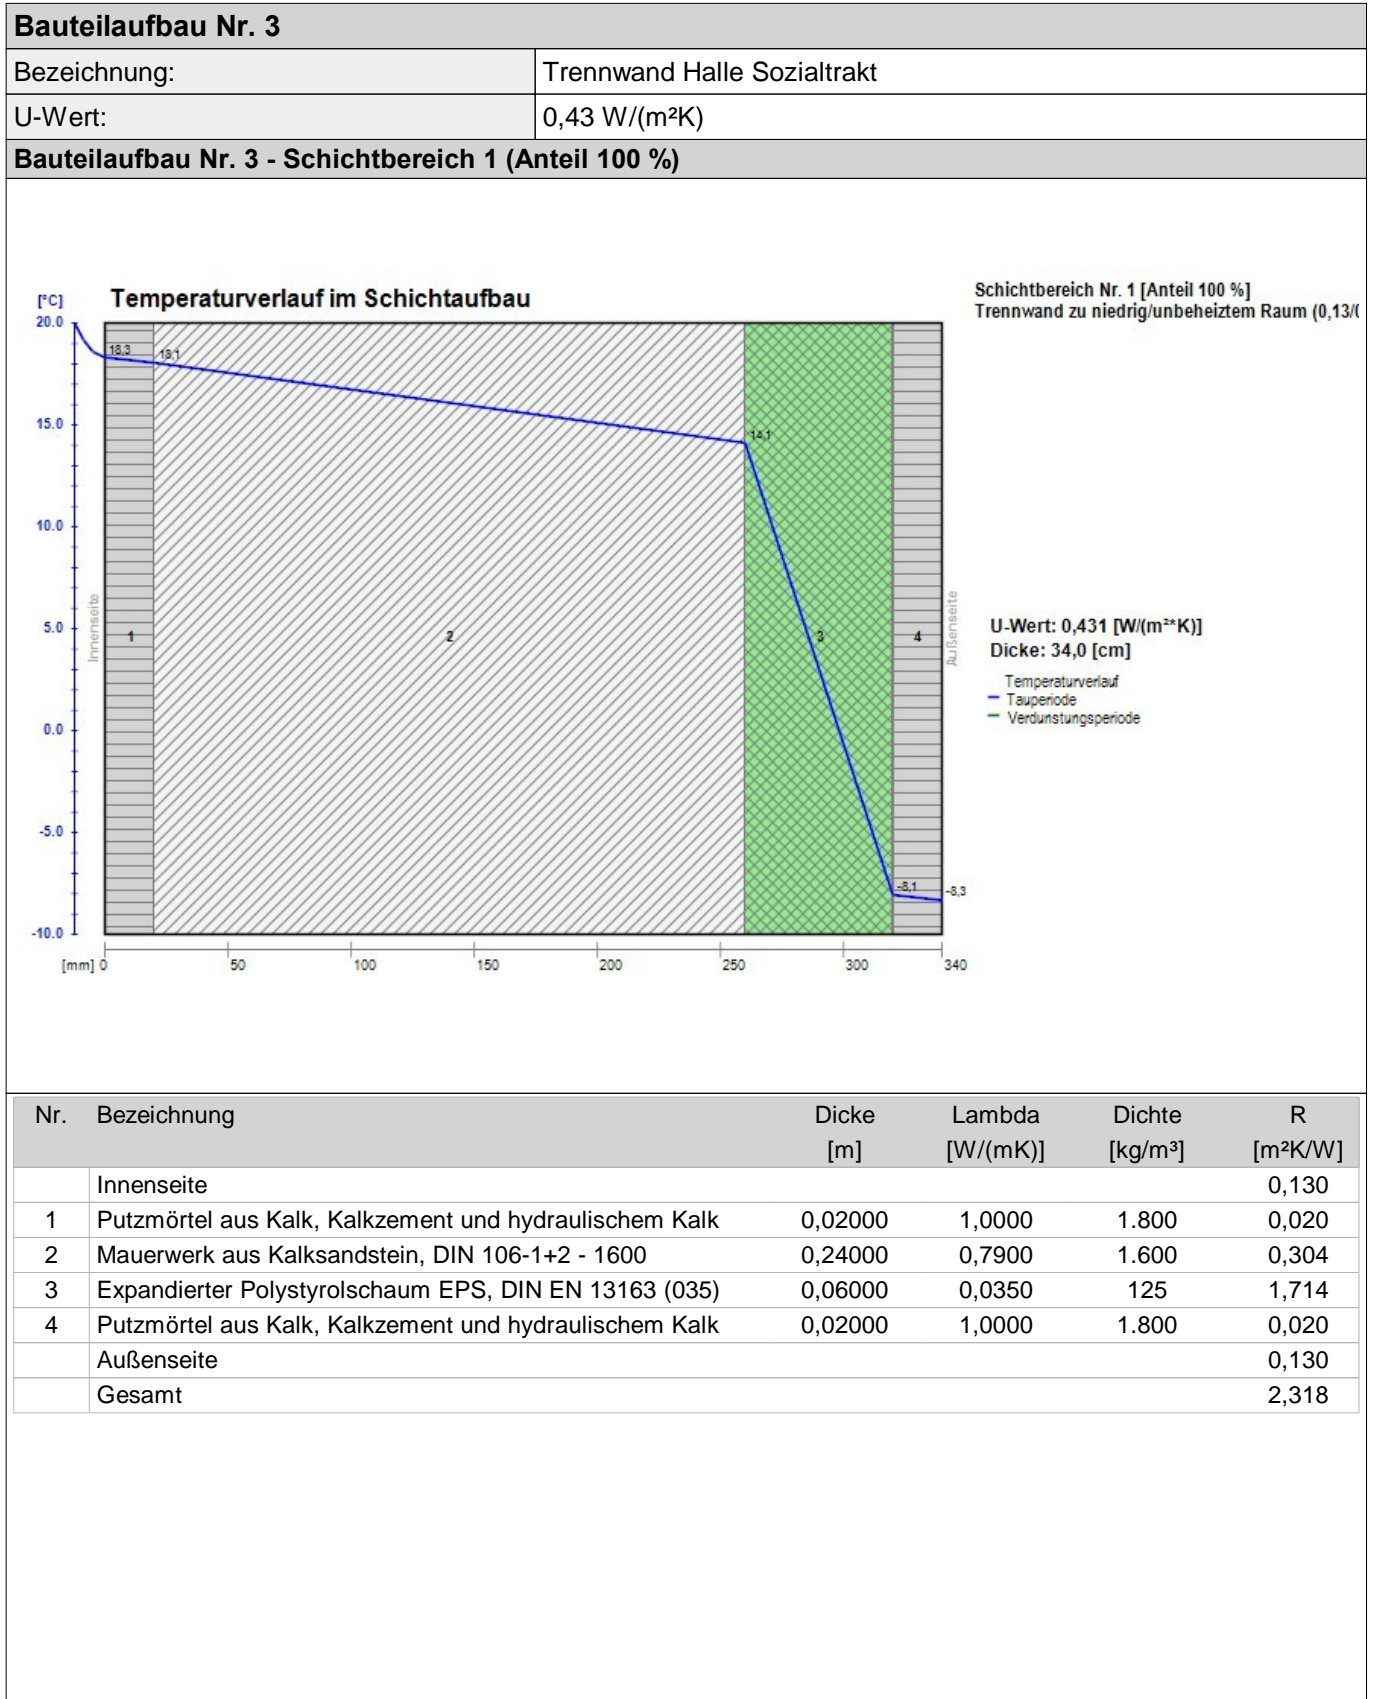 Bauteilaufbau Nr. 3
Bezeichnung: Trennwand Halle Sozialtrakt
U-Wert: 0,43 W/(m²K)
Bauteilaufbau Nr. 3 - Schichtbereich 1 (Anteil 100 %)
[°C] Temperaturverlauf im Schichtaufbau
Schichtbereich Nr. 1 [Anteil 100 %]
Trennwand zu niedrig/unbeheiztem Raum (0,13/
20.0
18,3 18,1
15.0
14,1
10.0
5.0
Innenseite 1 2 3 4 Außenseite
U-Wert: 0,431 [W/(m²*K)]
Dicke: 34,0 [cm]
Temperaturverlauf
Tauperiode
Verdunstungsperiode
0.0
-5.0
-8,1 -8,3
-10.0
[mm] 0 50 100 150 200 250 300 340
Nr. Bezeichnung Dicke Lambda Dichte R
[m] [W/(mK)] [kg/m³] [m²K/W]
Innenseite 0,130
1 Putzmörtel aus Kalk, Kalkzement und hydraulischem Kalk 0,02000 1,0000 1.800 0,020
2 Mauerwerk aus Kalksandstein, DIN 106-1+2 - 1600 0,24000 0,7900 1.600 0,304
3 Expandierter Polystyrolschaum EPS, DIN EN 13163 (035) 0,06000 0,0350 125 1,714
4 Putzmörtel aus Kalk, Kalkzement und hydraulischem Kalk 0,02000 1,0000 1.800 0,020
Außenseite 0,130
Gesamt 2,318